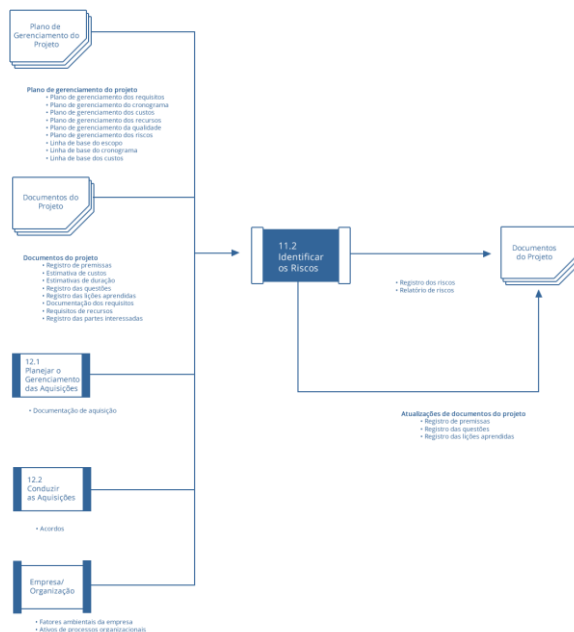 Plano de
Gerenciamento do
Projeto
Plano de gerenciamento do projeto
• Plano de gerenciamento dos requisitos
• Plano de gerenciamento do cronograma
• Plano de gerenciamento dos custos
• Plano de gerenciamento dos recursos
• Plano de gerenciamento da qualidade
• Plano de gerenciamento dos riscos
• Linha de base do escopo
• Linha de base do cronograma
• Linha de base dos custos
Documentos do
Projeto
Documentos do projeto
• Registro de premissas
• Estimativa de custos
• Estimativas de duração
• Registro das questões
• Registro das lições aprendidas
• Documentação dos requisitos
• Requisitos de recursos
• Registro das partes interessadas
12.1
Planejar o
Gerenciamento
das Aquisições
• Documentação de aquisição
12.2
Conduzir
as Aquisições
• Acordos
Empresa/
Organização
• Fatores ambientais da empresa
• Ativos de processos organizacionais
11.2
Identificar
os Riscos
• Registro dos riscos
• Relatório de riscos
Documentos
do Projeto
Atualizações de documentos do projeto
• Registro de premissas
• Registro das questões
• Registro das lições aprendidas